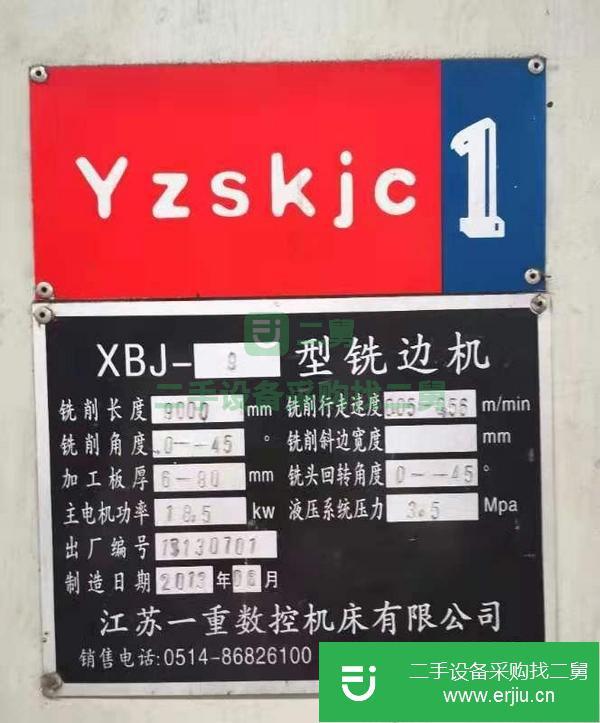 Yzskjc 1
XBJ-9型铣边机
铣削长度 9000 mm 铣削行走速度 m/min
铣削角度 0--45° 铣削斜边宽度 mm
加工板厚 6-80 mm 铣头回转角度 0--45°
主电机功率 18.5 kw 液压系统压力 3.5 Mpa
出厂编号 13130701
制造日期 2013年06月
江苏一重数控机床有限公司
销售电话:0514-86826100
二舅
二手设备采购找二舅
二手设备采购找二舅
www.erjiu.cn